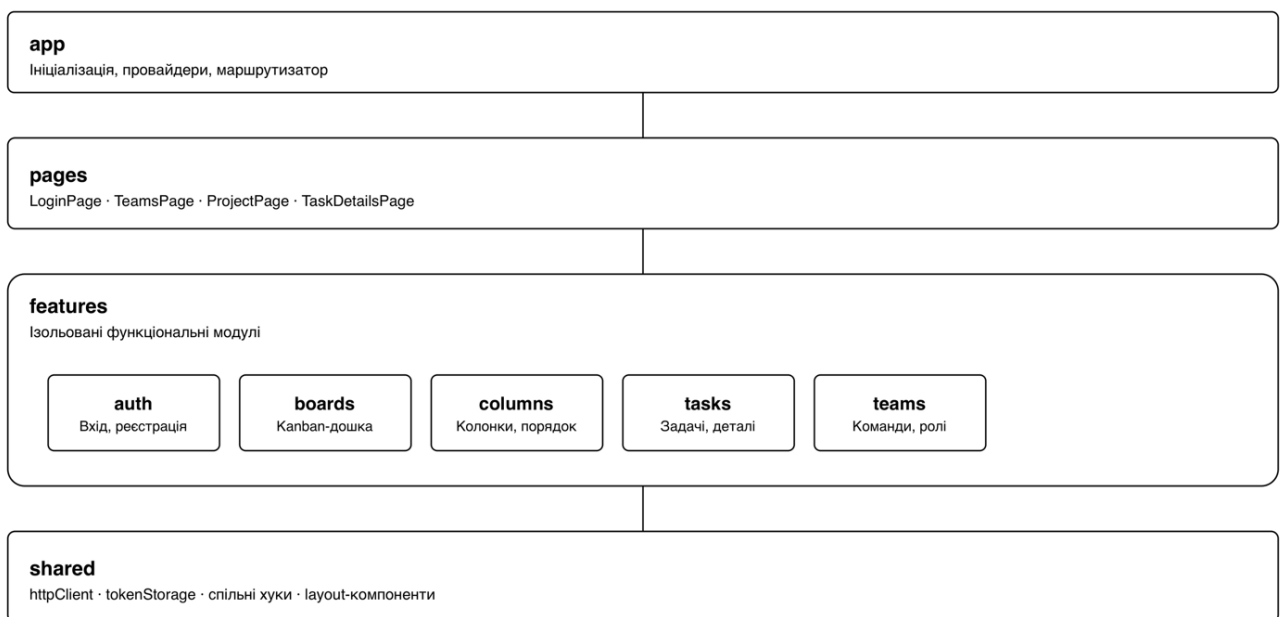 app
Ініціалізація, провайдери, маршрутизатор
pages
LoginPage · TeamsPage · ProjectPage · TaskDetailsPage
features
Ізольовані функціональні модулі
auth
Вхід, реєстрація
boards
Kanban-дошка
columns
Колонки, порядок
tasks
Задачі, деталі
teams
Команди, ролі
shared
httpClient · tokenStorage · спільні хуки · layout-компоненти